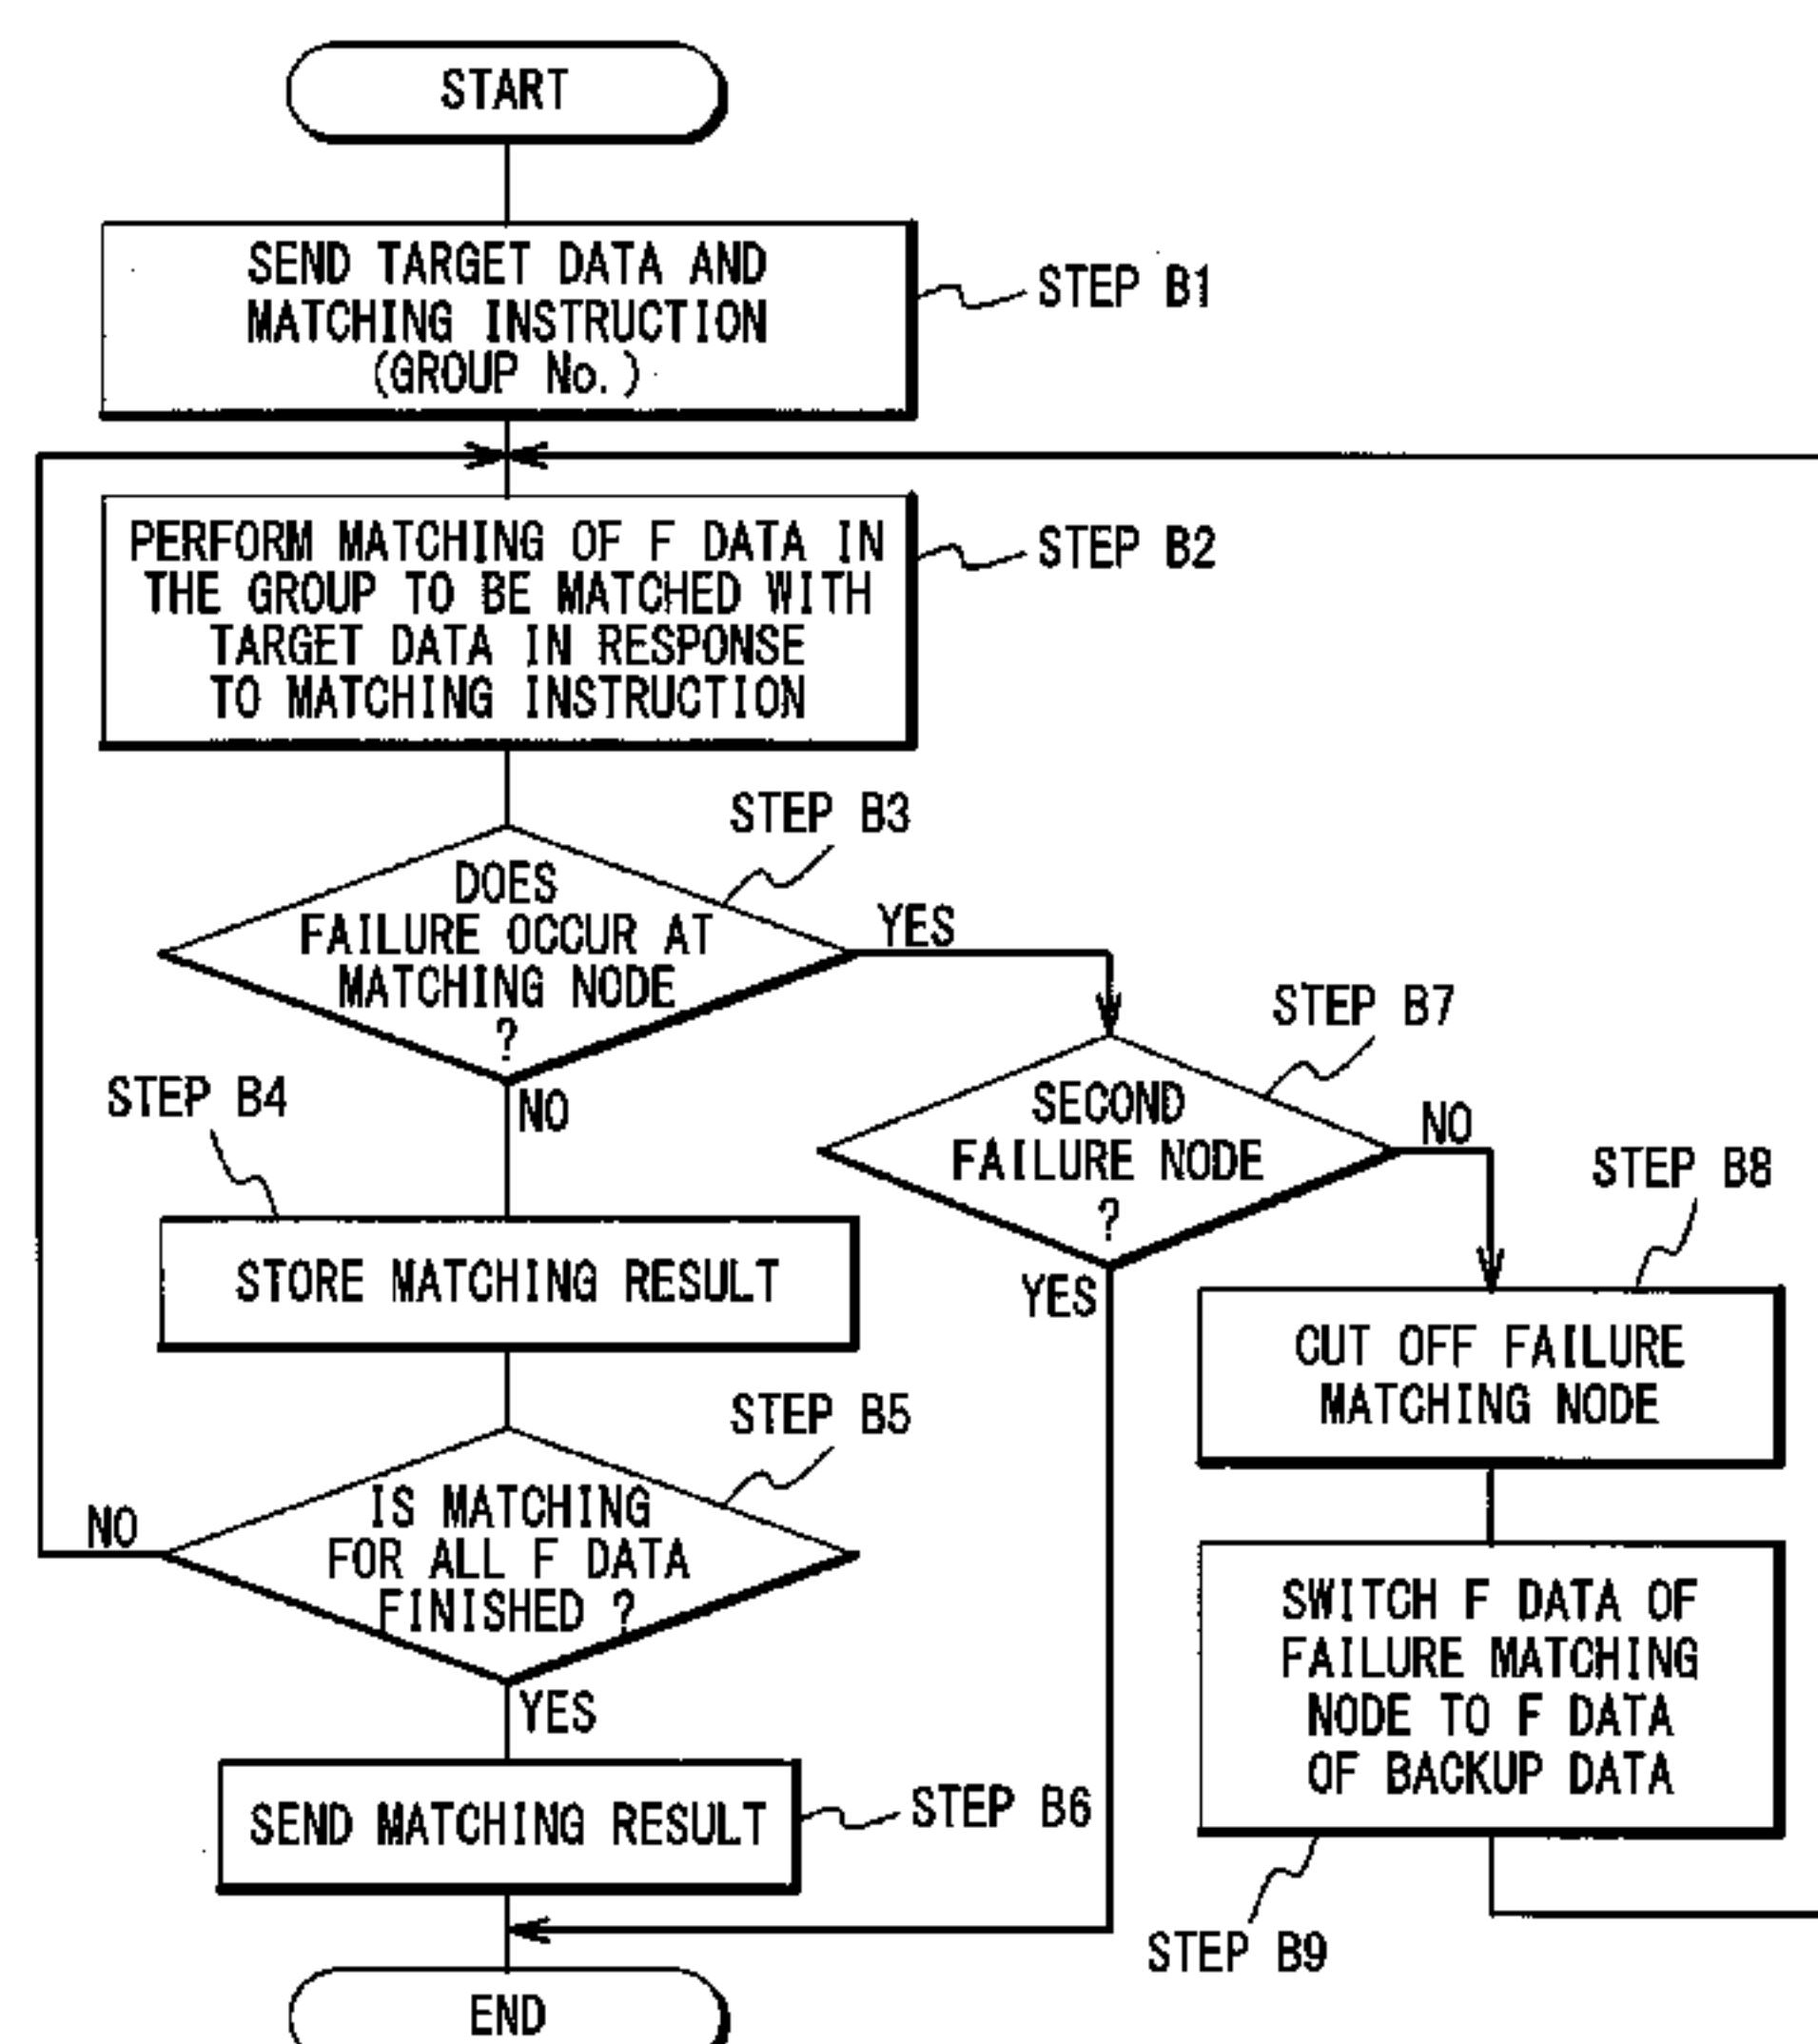 START
SEND TARGET DATA AND
MATCHING INSTRUCTION
(GROUP No.)
STEP B1
PERFORM MATCHING OF F DATA IN
THE GROUP TO BE MATCHED WITH
TARGET DATA IN RESPONSE
TO MATCHING INSTRUCTION
STEP B2
STEP B3
DOES
FAILURE OCCUR AT
MATCHING NODE
?
YES
NO
STEP B7
SECOND
FAILURE NODE
?
NO
YES
STEP B4
STORE MATCHING RESULT
STEP B8
CUT OFF FAILURE
MATCHING NODE
STEP B5
IS MATCHING
FOR ALL F DATA
FINISHED ?
NO
YES
SWITCH F DATA OF
FAILURE MATCHING
NODE TO F DATA
OF BACKUP DATA
STEP B9
SEND MATCHING RESULT
STEP B6
END